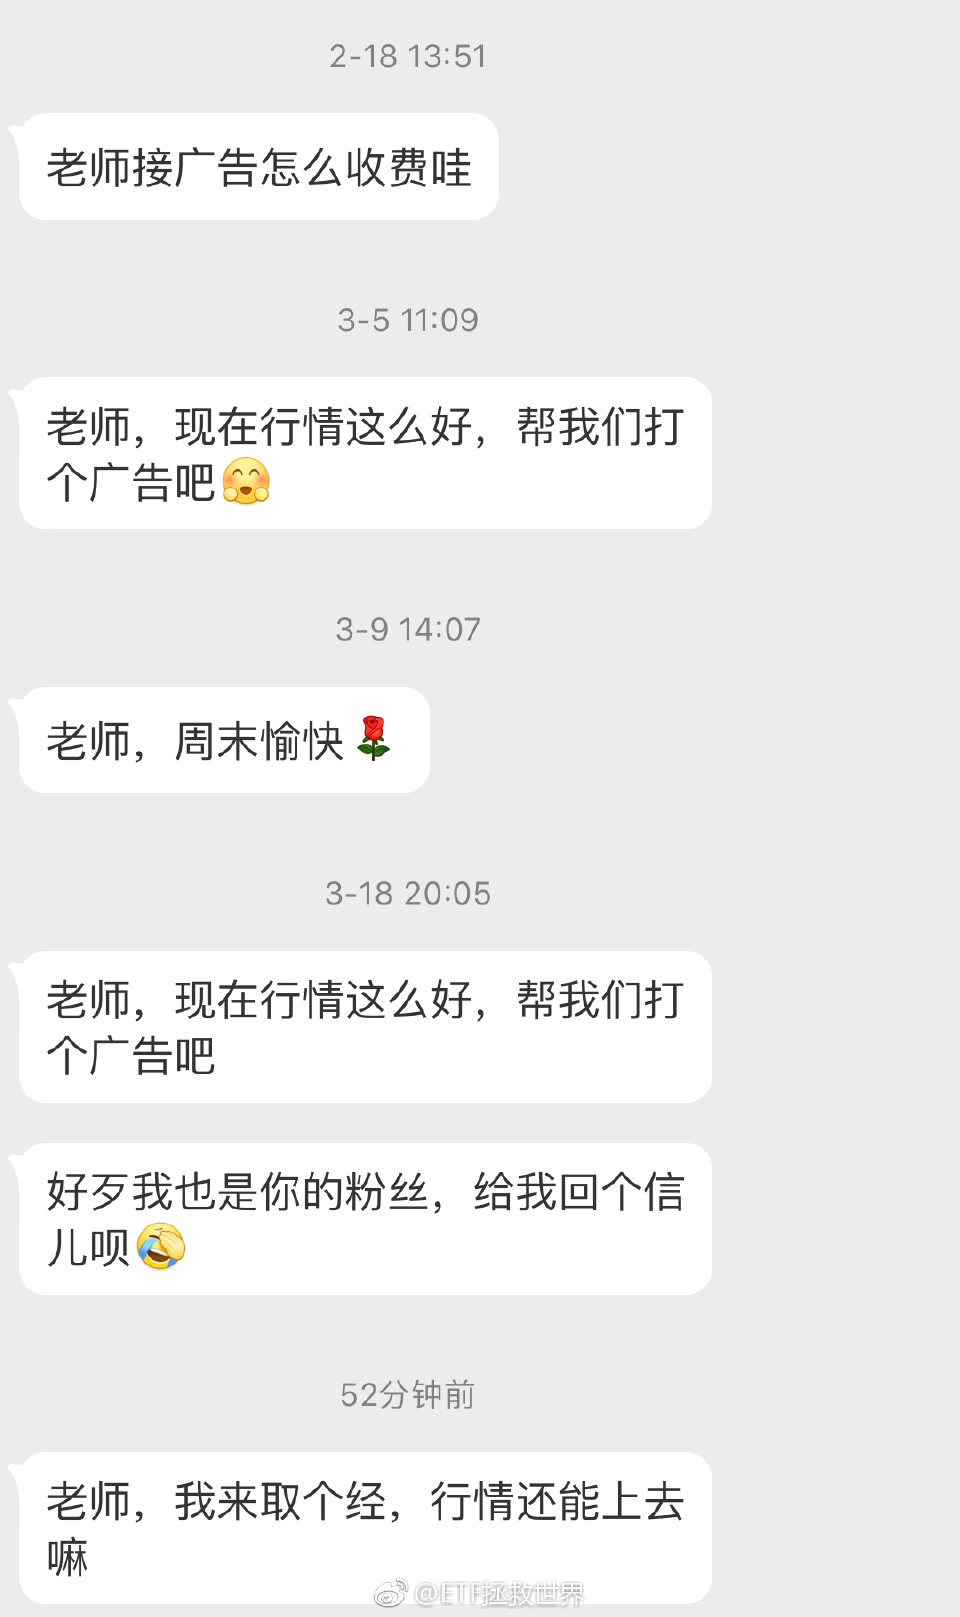 2-18 13:51
老师接广告怎么收费哇
3-5 11:09
老师，现在行情这么好，帮我们打
个广告吧🤗
3-9 14:07
老师，周末愉快🌹
3-18 20:05
老师，现在行情这么好，帮我们打
个广告吧
好歹我也是你的粉丝，给我回个信
儿呗🤣
52分钟前
老师，我来取个经，行情还能上去
嘛
@ETF拯救世界